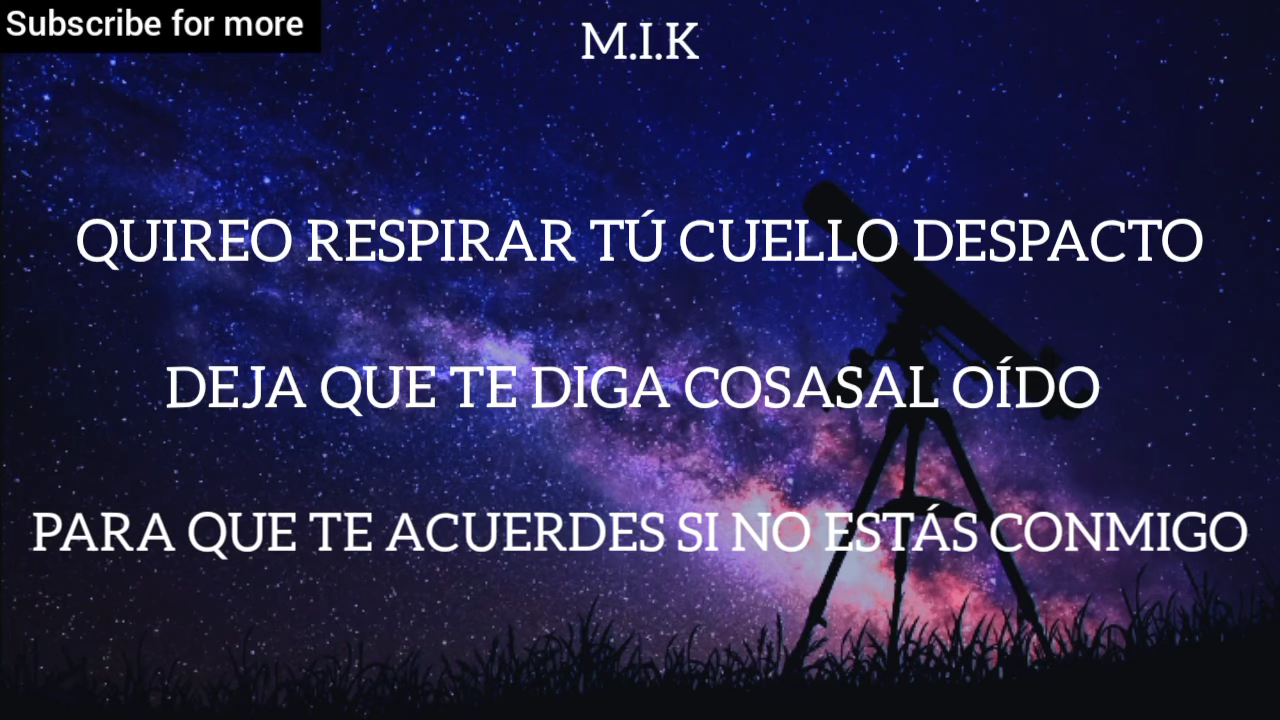 Subscribe for more
M.I.K
QUIREO RESPIRAR TÚ CUELLO DESPACTO
DEJA QUE TE DIGA COSASAL OÍDO
PARA QUE TE ACUERDES SI NO ESTÁS CONMIGO